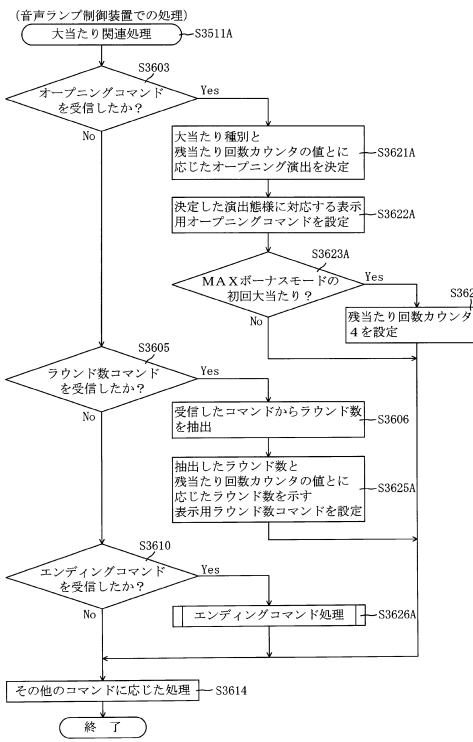 (音声ランプ制御装置での処理)
大当たり関連処理
S3511A
S3603
オープニングコマンド
を受信したか？
Yes
No
大当たり種別と
残当たり回数カウンタの値とに
応じたオープニング演出を決定
S3621A
決定した演出態様に対応する表示
用オープニングコマンドを設定
S3622A
S3623A
MAXボーナスモードの
初回大当たり？
Yes
No
残当たり回数カウンタ
4を設定
S3605
ラウンド数コマンド
を受信したか？
Yes
No
受信したコマンドからラウンド数
を抽出
S3606
抽出したラウンド数と
残当たり回数カウンタの値とに
応じたラウンド数を示す
表示用ラウンド数コマンドを設定
S3625A
S3610
エンディングコマンド
を受信したか？
Yes
No
エンディングコマンド処理
S3626A
その他のコマンドに応じた処理
S3614
終了